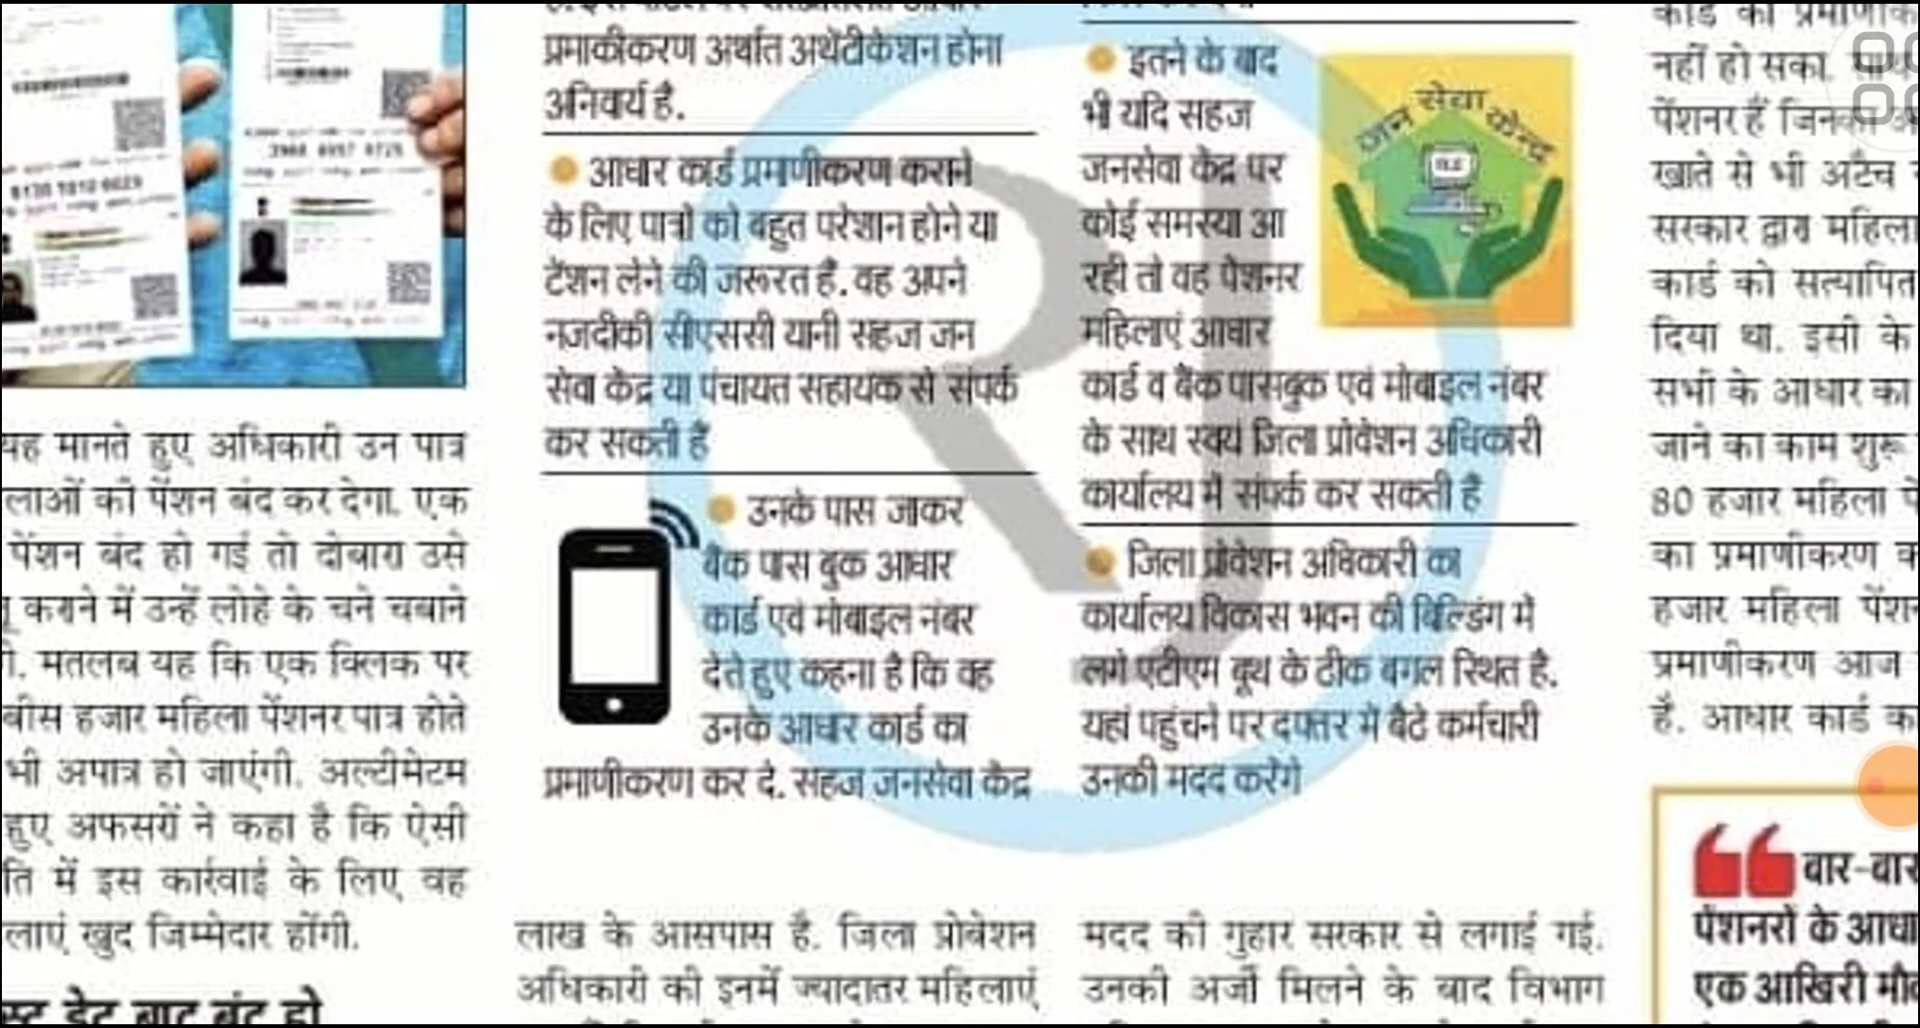 प्रमाकीकरण अर्थात अथेंटीकेशन होना
अनिवार्य है.
आधार कार्ड प्रमाणीकरण कराने
के लिए पात्रों को बहुत परेशान होने या
टेंशन लेने की जरूरत है. वह अपने
नजदीकी सीएससी यानी सहज जन
सेवा केंद्र या पंचायत सहायक से संपर्क
कर सकती हैं
उनके पास जाकर
बैंक पास बुक आधार
कार्ड एवं मोबाइल नंबर
देते हुए कहना है कि वह
उनके आधार कार्ड का
प्रमाणीकरण कर दे. सहज जनसेवा केंद्र
इतने के बाद
भी यदि सहज
जनसेवा केंद्र पर
कोई समस्या आ
रही तो वह पेशनर
महिलाएं आधार
कार्ड व बैंक पासबुक एवं मोबाइल नंबर
के साथ स्वयं जिला प्रोवेशन अधिकारी
कार्यालय में संपर्क कर सकती हैं
जन सेवा केन्द्र
जिला प्रोवेशन अधिकारी का
कार्यालय विकास भवन की बिल्डिंग में
लगे एटीएम बूथ के ठीक बगल स्थित है.
यहां पहुंचने पर दफ्तर में बैठे कर्मचारी
उनकी मदद करेंगे
यह मानते हुए अधिकारी उन पात्र
लाओं की पेंशन बंद कर देगा. एक
पेंशन बंद हो गई तो दोबारा उसे
कराने में उन्हें लोहे के चने चबाने
मतलब यह कि एक क्लिक पर
बीस हजार महिला पेंशनर पात्र होते
भी अपात्र हो जाएंगी. अल्टीमेटम
हुए अफसरों ने कहा है कि ऐसी
ति में इस कार्रवाई के लिए वह
लाएं खुद जिम्मेदार होंगी.
डेट बाद बंद हो
लाख के आसपास है. जिला प्रोबेशन
अधिकारी की इनमें ज्यादातर महिलाएं
मदद की गुहार सरकार से लगाई गई.
उनकी अर्जी मिलने के बाद विभाग
कार्ड का
नहीं हो सका.
पेंशनर हैं जिनका
खाते से भी अटैच
सरकार द्वारा महिला
कार्ड को सत्यापित
दिया था. इसी के
सभी के आधार का
जाने का काम शुरू
80 हजार महिला
का प्रमाणीकरण
हजार महिला
प्रमाणीकरण आज
है. आधार कार्ड
वार-वार
पेंशनरों के
एक आखिरी